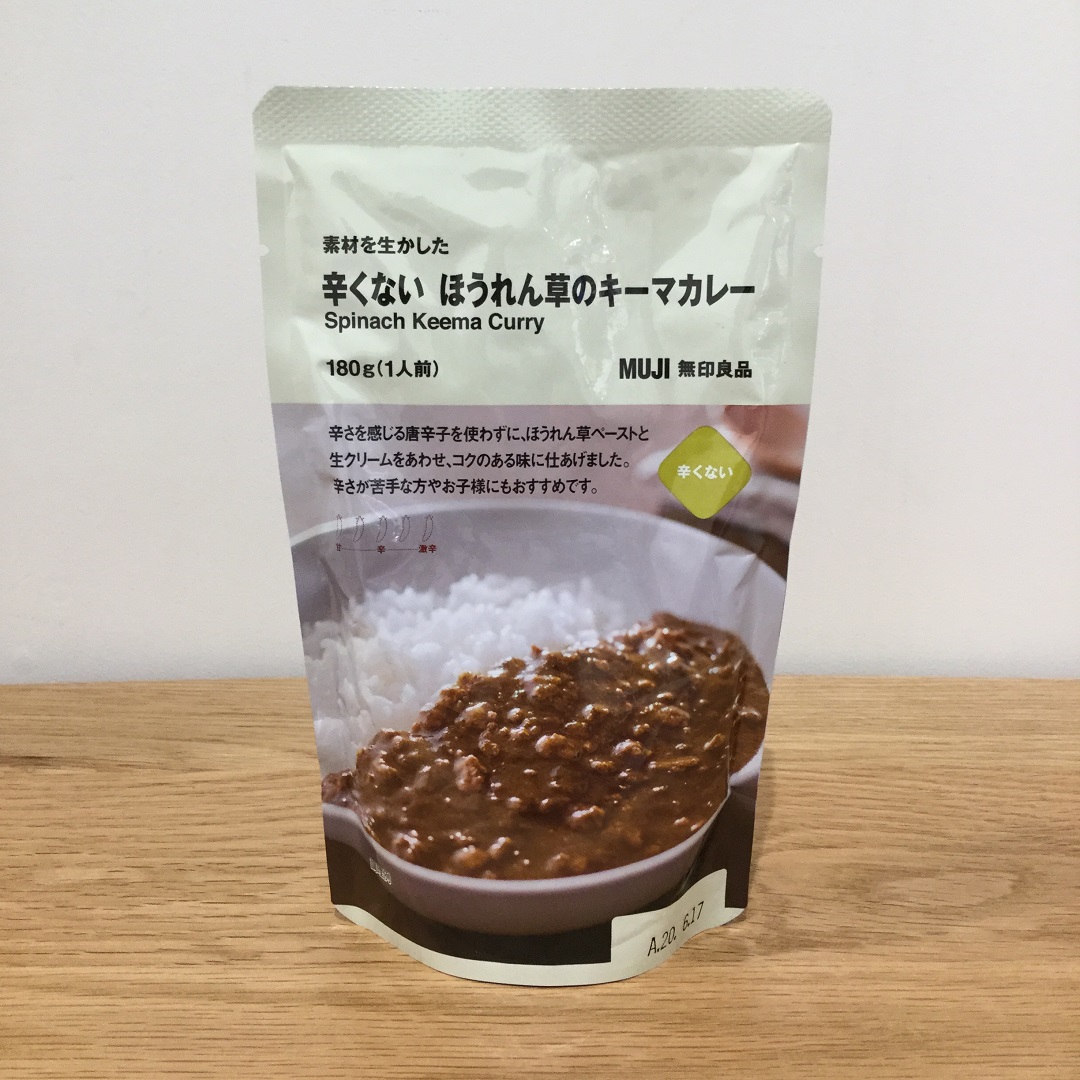 素材を生かした
辛くない ほうれん草のキーマカレー
Spinach Keema Curry
180g(1人前)
MUJI 無印良品
辛さを感じる唐辛子を使わずに、ほうれん草ペーストと
生クリームをあわせ、コクのある味に仕あげました。
辛さが苦手な方やお子様にもおすすめです。
辛くない
辛 激辛
A.20. 6.17